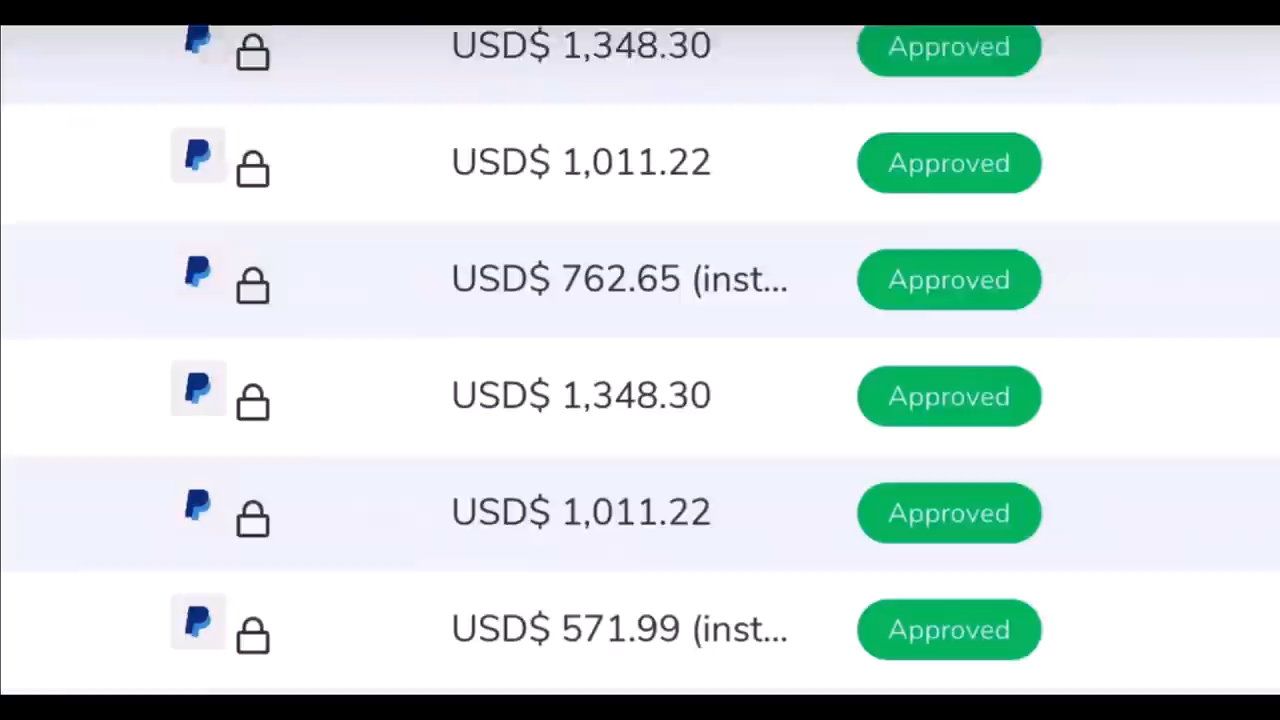 USD$ 1,348.30 Approved
USD$ 1,011.22 Approved
USD$ 762.65 (inst... Approved
USD$ 1,348.30 Approved
USD$ 1,011.22 Approved
USD$ 571.99 (inst... Approved